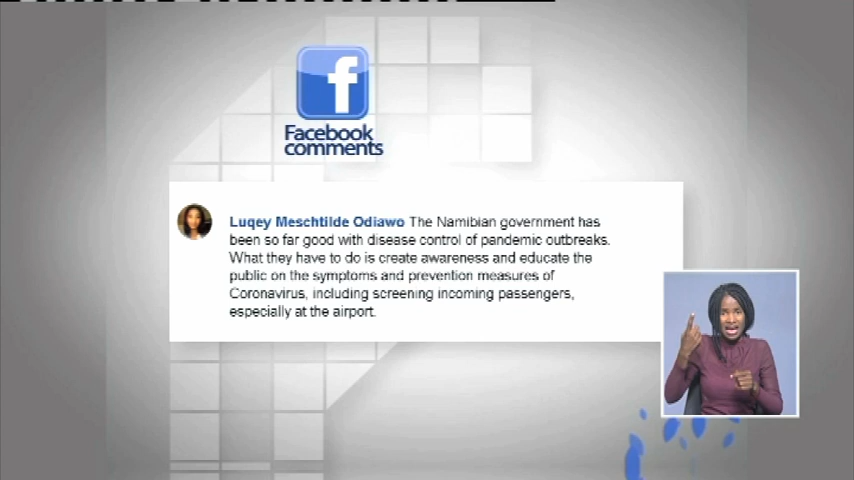 f
Facebook
comments
Luqey Meschtilde Odiawo The Namibian government has
been so far good with disease control of pandemic outbreaks.
What they have to do is create awareness and educate the
public on the symptoms and prevention measures of
Coronavirus, including screening incoming passengers,
especially at the airport.